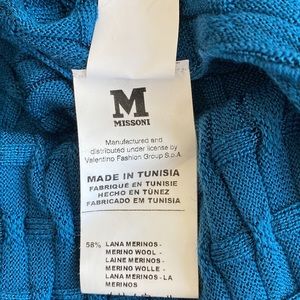 M
MISSONI
Manufactured and
distributed under license by
Valentino Fashion Group S.p.A.
MADE IN TUNISIA
FABRIQUE EN TUNISIE
HECHO EN TÚNEZ
FABRICADO EM TUNISIA
58% LANA MERINOS -
MERINO WOOL -
LAINE MERINOS -
MERINO WOLLE -
LANA MERINOS - LA
MERINOS